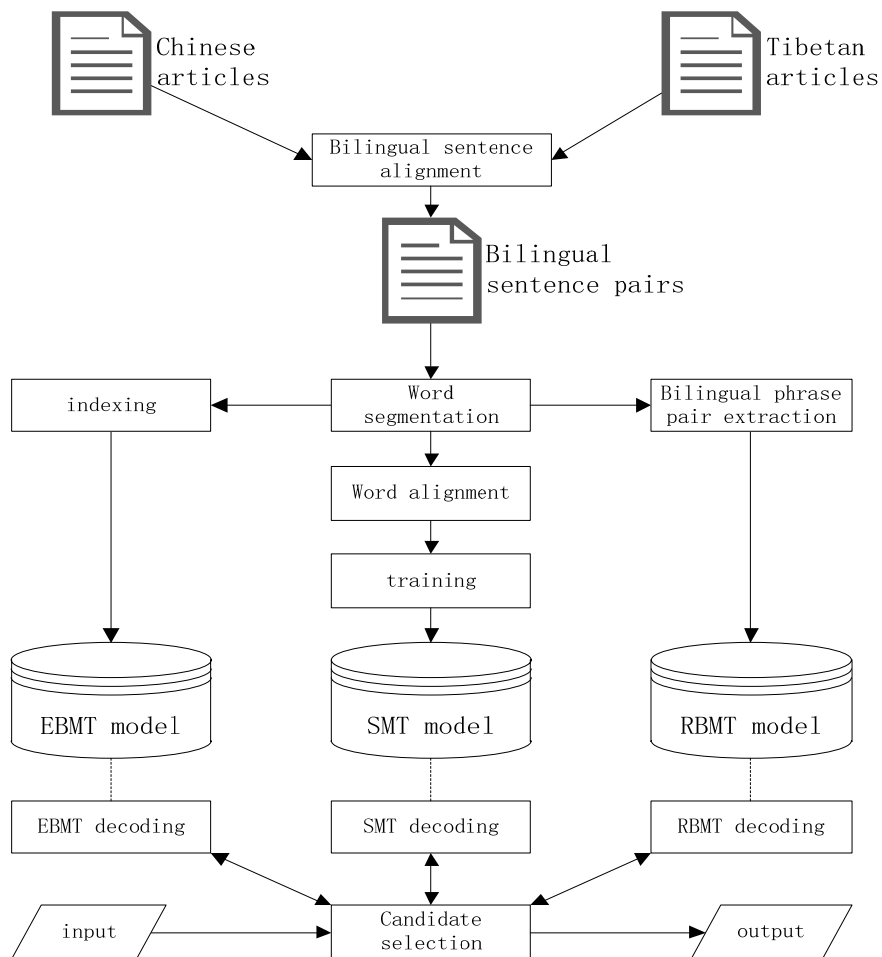 Chinese
articles
Tibetan
articles
Bilingual sentence
alignment
Bilingual
sentence pairs
indexing
Word
segmentation
Bilingual phrase
pair extraction
Word alignment
training
EBMT model
SMT model
RBMT model
EBMT decoding
SMT decoding
RBMT decoding
input
Candidate
selection
output